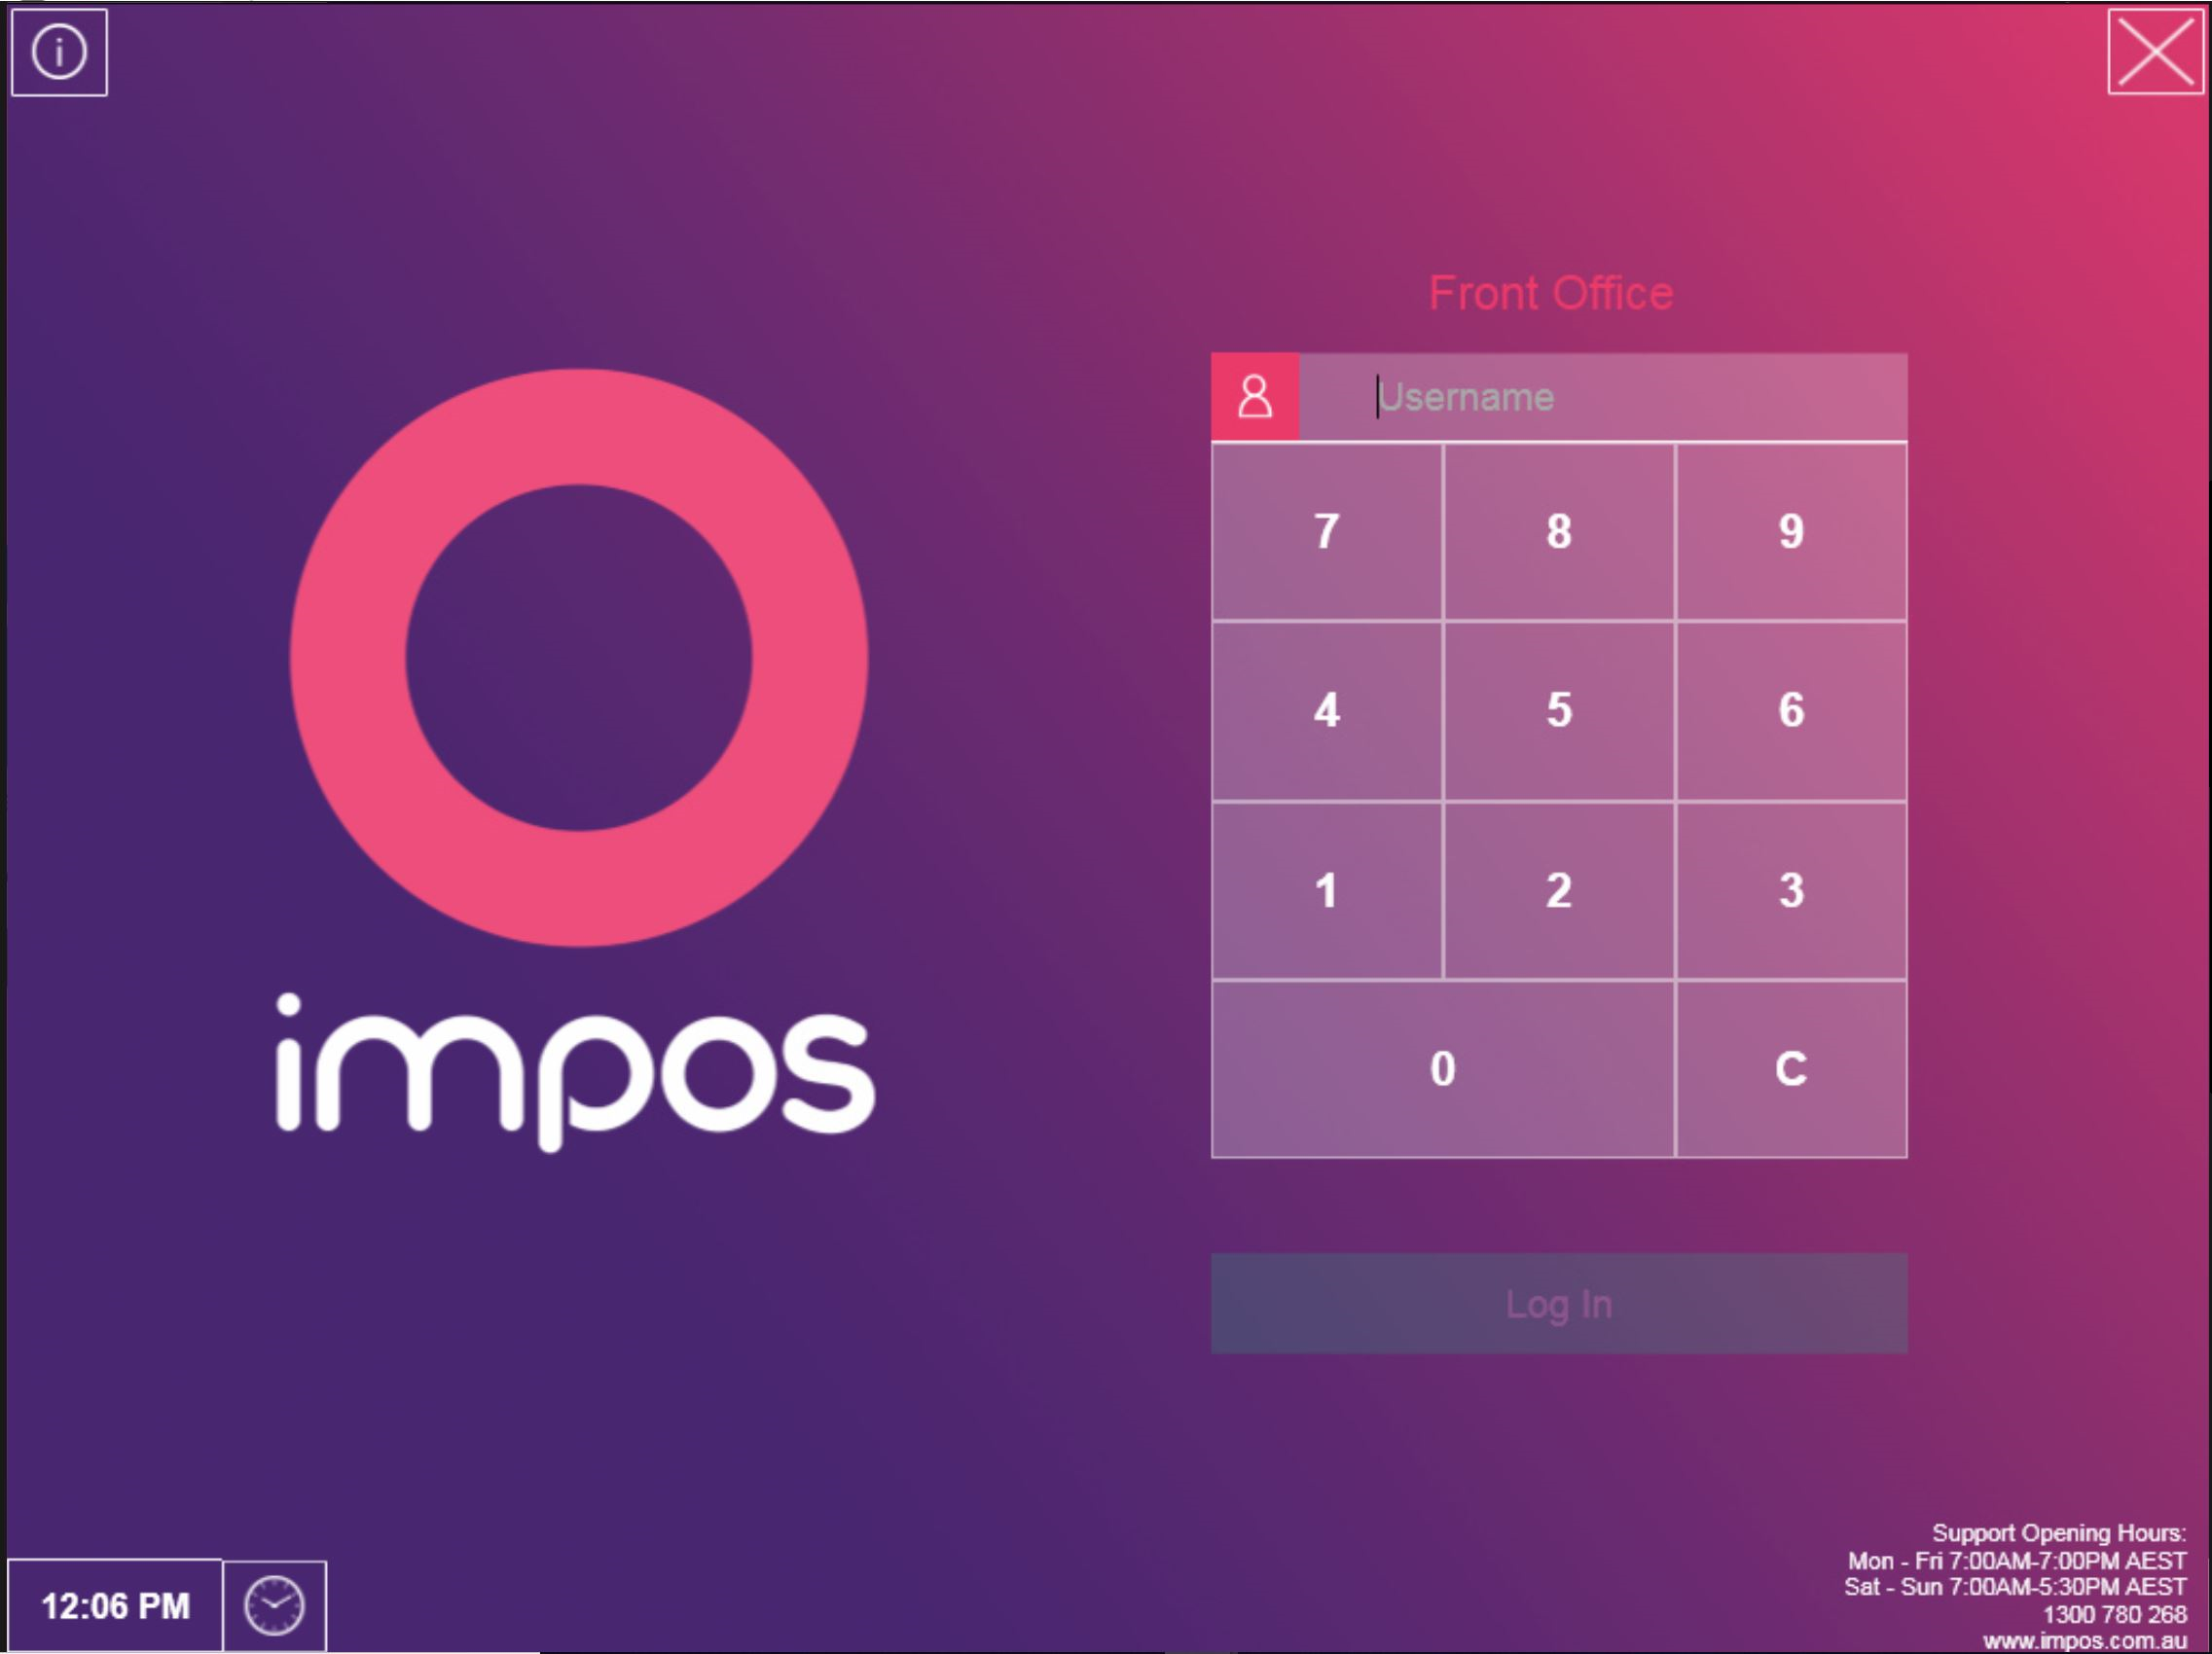 Front Office
Username
7 8 9
4 5 6
1 2 3
0 C
Log In
impos
12:06 PM
Support Opening Hours:
Mon - Fri 7:00AM-7:00PM AEST
Sat - Sun 7:00AM-5:30PM AEST
1300 780 268
www.impos.com.au